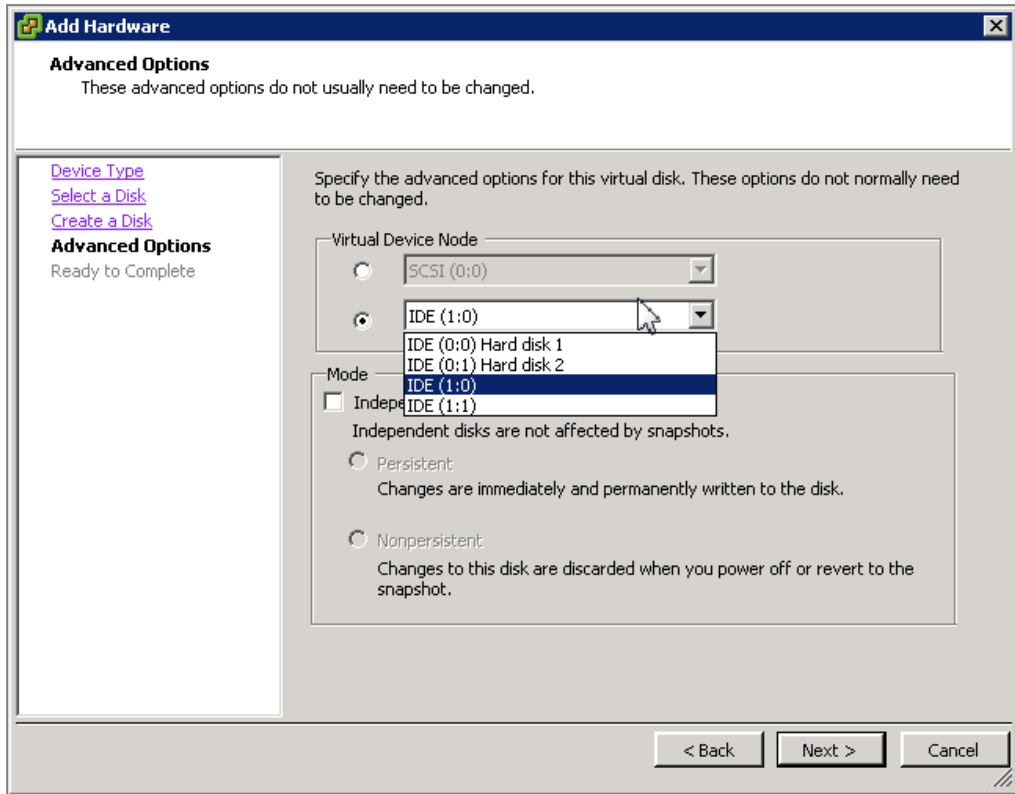 Add Hardware
Advanced Options
These advanced options do not usually need to be changed.
Device Type
Select a Disk
Create a Disk
Advanced Options
Ready to Complete
Specify the advanced options for this virtual disk. These options do not normally need
to be changed.
Virtual Device Node
SCSI (0:0)
IDE (1:0)
IDE (0:0) Hard disk 1
IDE (0:1) Hard disk 2
IDE (1:0)
IDE (1:1)
Mode
Indepe
Independent disks are not affected by snapshots.
Persistent
Changes are immediately and permanently written to the disk.
Nonpersistent
Changes to this disk are discarded when you power off or revert to the
snapshot.
< Back
Next >
Cancel